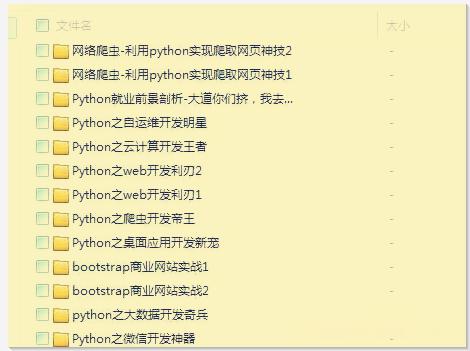 文件名 大小
网络爬虫-利用python实现爬取网页神技2 -
网络爬虫-利用python实现爬取网页神技1 -
Python就业前景剖析-大道你们挤，我去... -
Python之自运维开发明星 -
Python之云计算开发王者 -
Python之web开发利刃2 -
Python之web开发利刃1 -
Python之爬虫开发帝王 -
Python之桌面应用开发新宠 -
bootstrap商业网站实战1 -
bootstrap商业网站实战2 -
python之大数据开发奇兵 -
Python之微信开发神器 -